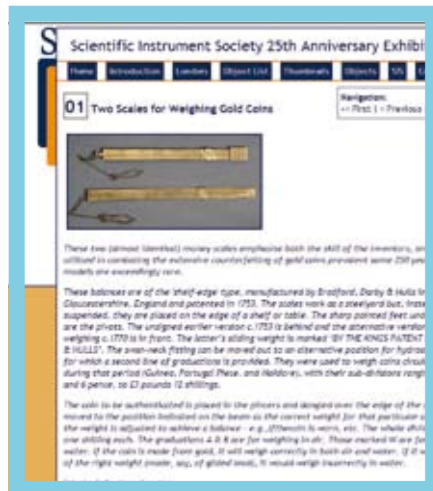 S
Scientific Instrument Society 25th Anniversary Exhibi
Home Introduction Lenders Object List Thumbnails Objects SIS
01 Two Scales for Weighing Gold Coins
Navigation:
<< First | < Previous
These two (almost identical) money scales emphasise both the skill of the inventors, an
utilised in combating the extensive counterfeiting of gold coins prevalent some 250 yea
models are exceedingly rare.
These balances are of the 'shelf-edge' type, manufactured by Bradford, Darby & Hulls in
Gloucestershire, England and patented in 1753. The scales work as a steelyard but, inste
suspended, they are placed on the edge of a shelf or table. The sharp pointed feet und
are the pivots. The unsigned earlier version c.1753 is behind and the alternative version
weighing c.1770 is in front. The latter's sliding weight is marked 'BY THE KINGS PATENT
& HULLS'. The swan-neck fitting can be moved out to an alternative position for hydros
for which a second line of graduations is provided. They were used to weigh coins circul
during that period (Guinea, Portugal Piece, and Moidore), with their sub-divisions rangi
and 6 pence, to £3 pounds 12 shillings.
The coin to be authenticated is placed in the pincers and dangled over the edge of the
moved to the position indicated on the beam as the correct weight for that particular c
the weight is adjusted to achieve a balance - e.g., if the coin is worn, etc. The whole divi
one shilling each. The graduations A & B are for weighing in air. Those marked W are for
water. If the coin is made from gold, it will weigh correctly in both air and water. If it w
of the right weight (made, say, of gilded lead), it would weigh incorrectly in water.